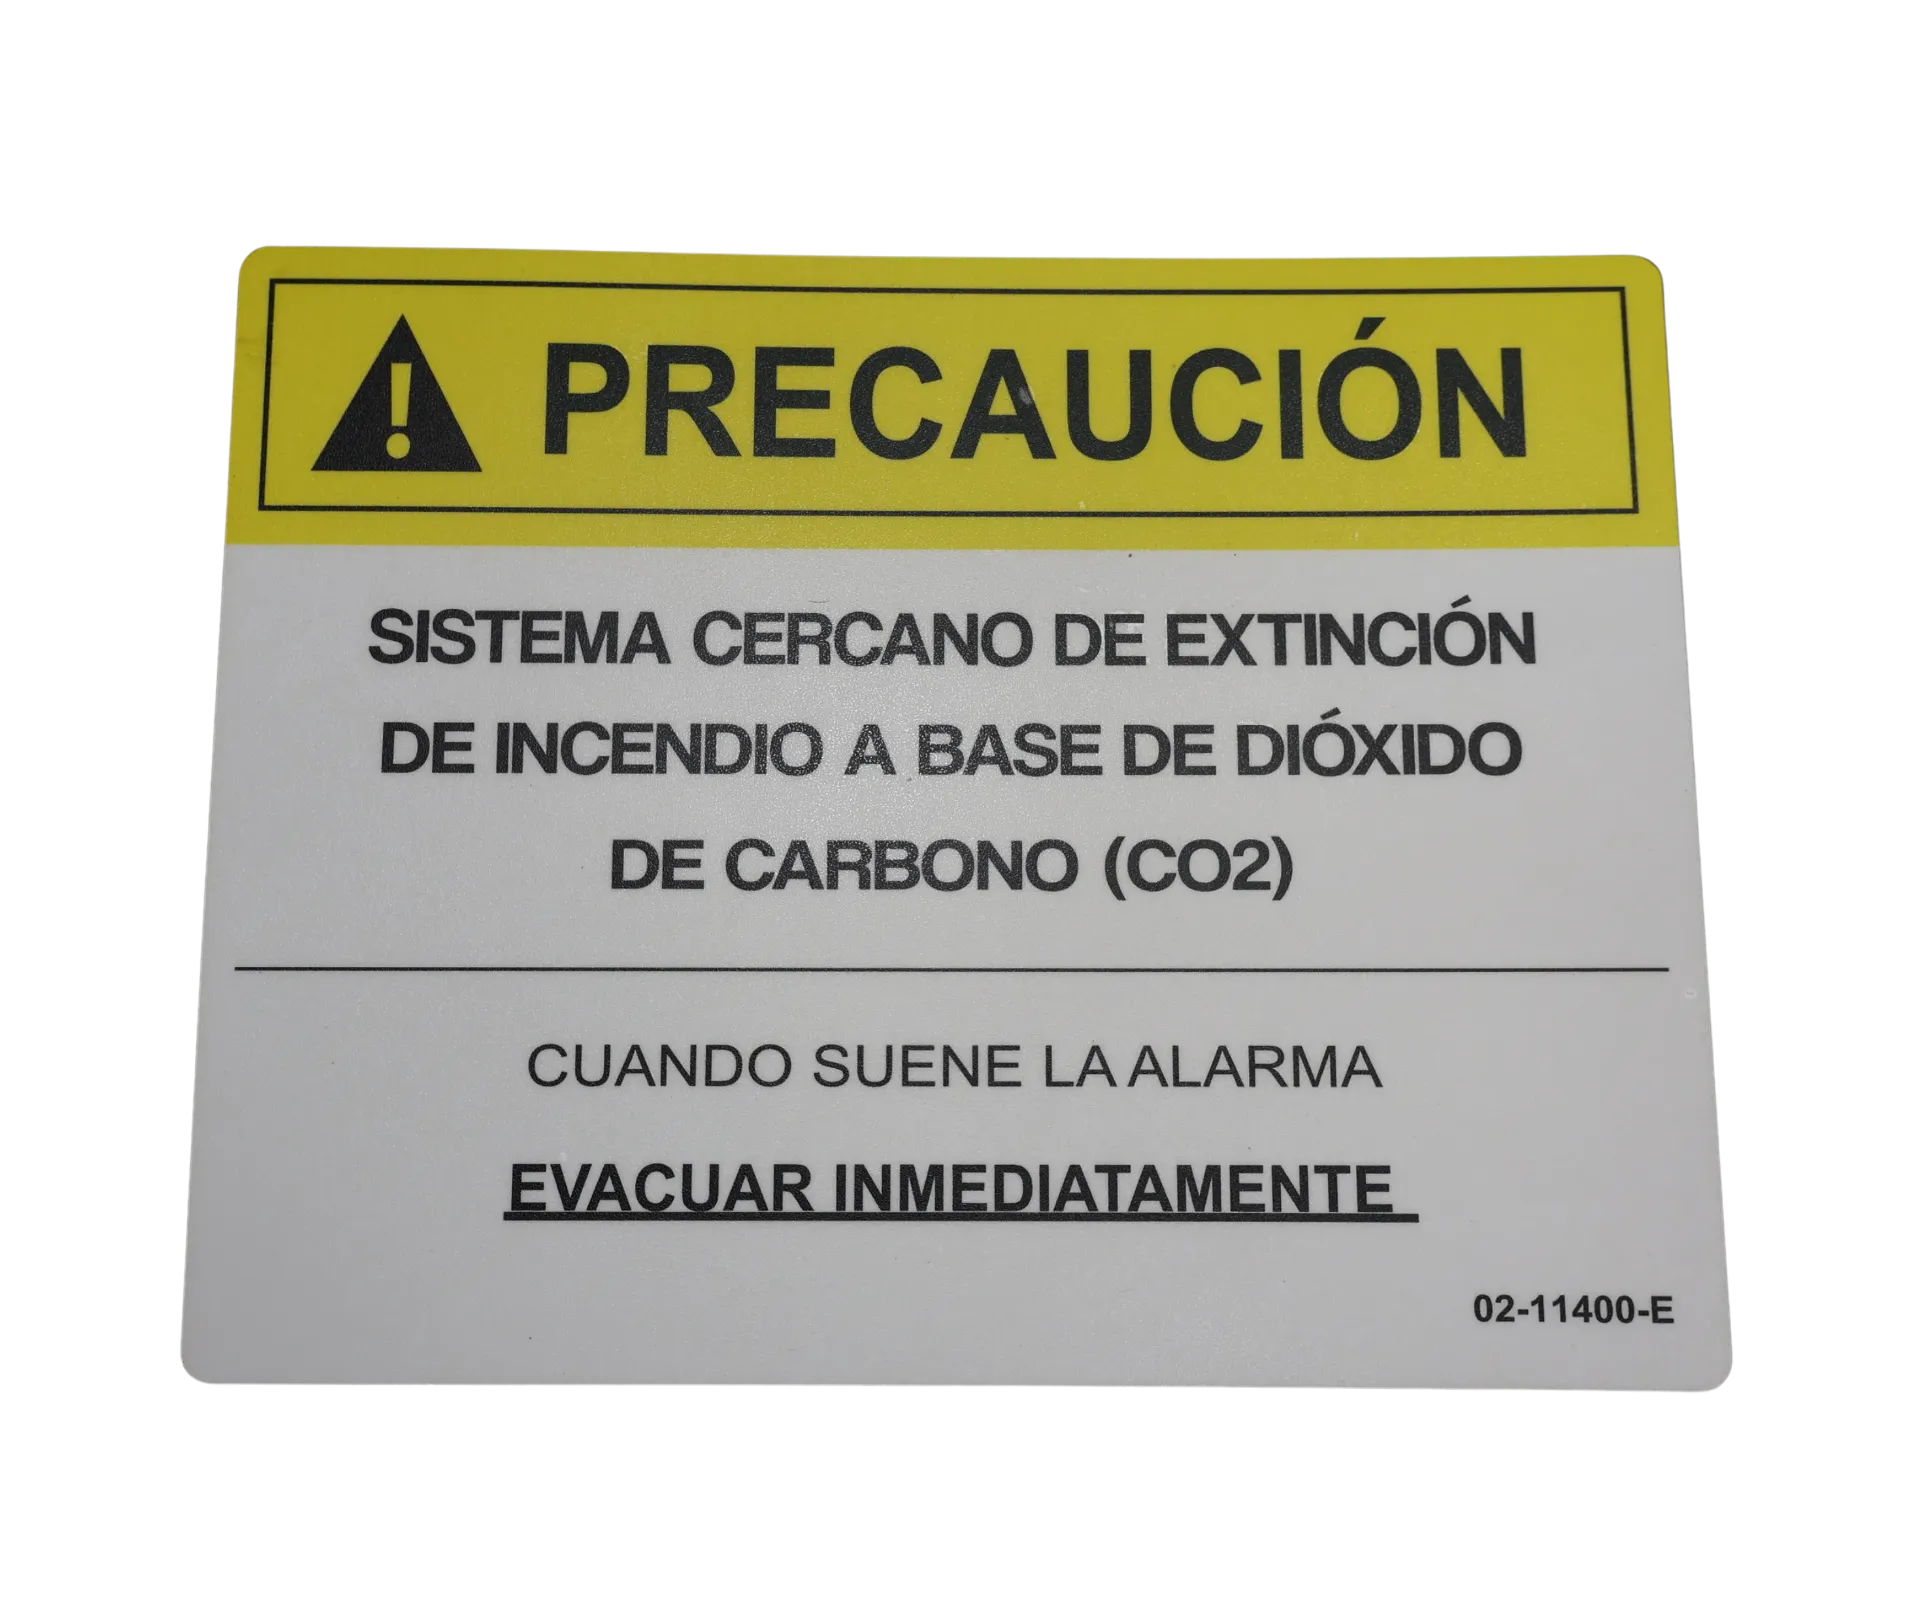 PRECAUCIÓN
SISTEMA CERCANO DE EXTINCIÓN
DE INCENDIO A BASE DE DIÓXIDO
DE CARBONO (CO2)
CUANDO SUENE LA ALARMA
EVACUAR INMEDIATAMENTE
02-11400-E